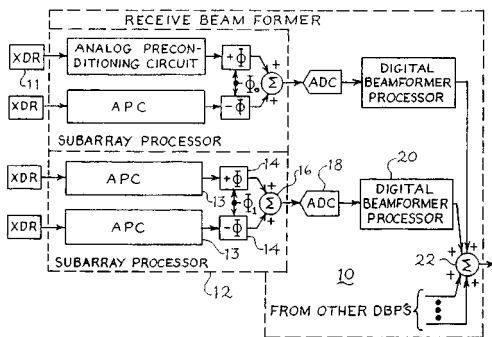 RECEIVE BEAM FORMER
XDR
11
ANALOG PRECON-
DITIONING CIRCUIT
+Φ
Φ₀
Σ
+
+
ADC
DIGITAL
BEAMFORMER
PROCESSOR
XDR
APC
-Φ
SUBARRAY PROCESSOR
XDR
APC
13
+Φ
14
Φ₁
16
Σ
+
+
18
ADC
20
DIGITAL
BEAMFORMER
PROCESSOR
XDR
APC
13
-Φ
14
SUBARRAY PROCESSOR
12
10
22
Σ
+
+
+
+
FROM OTHER DBP'S